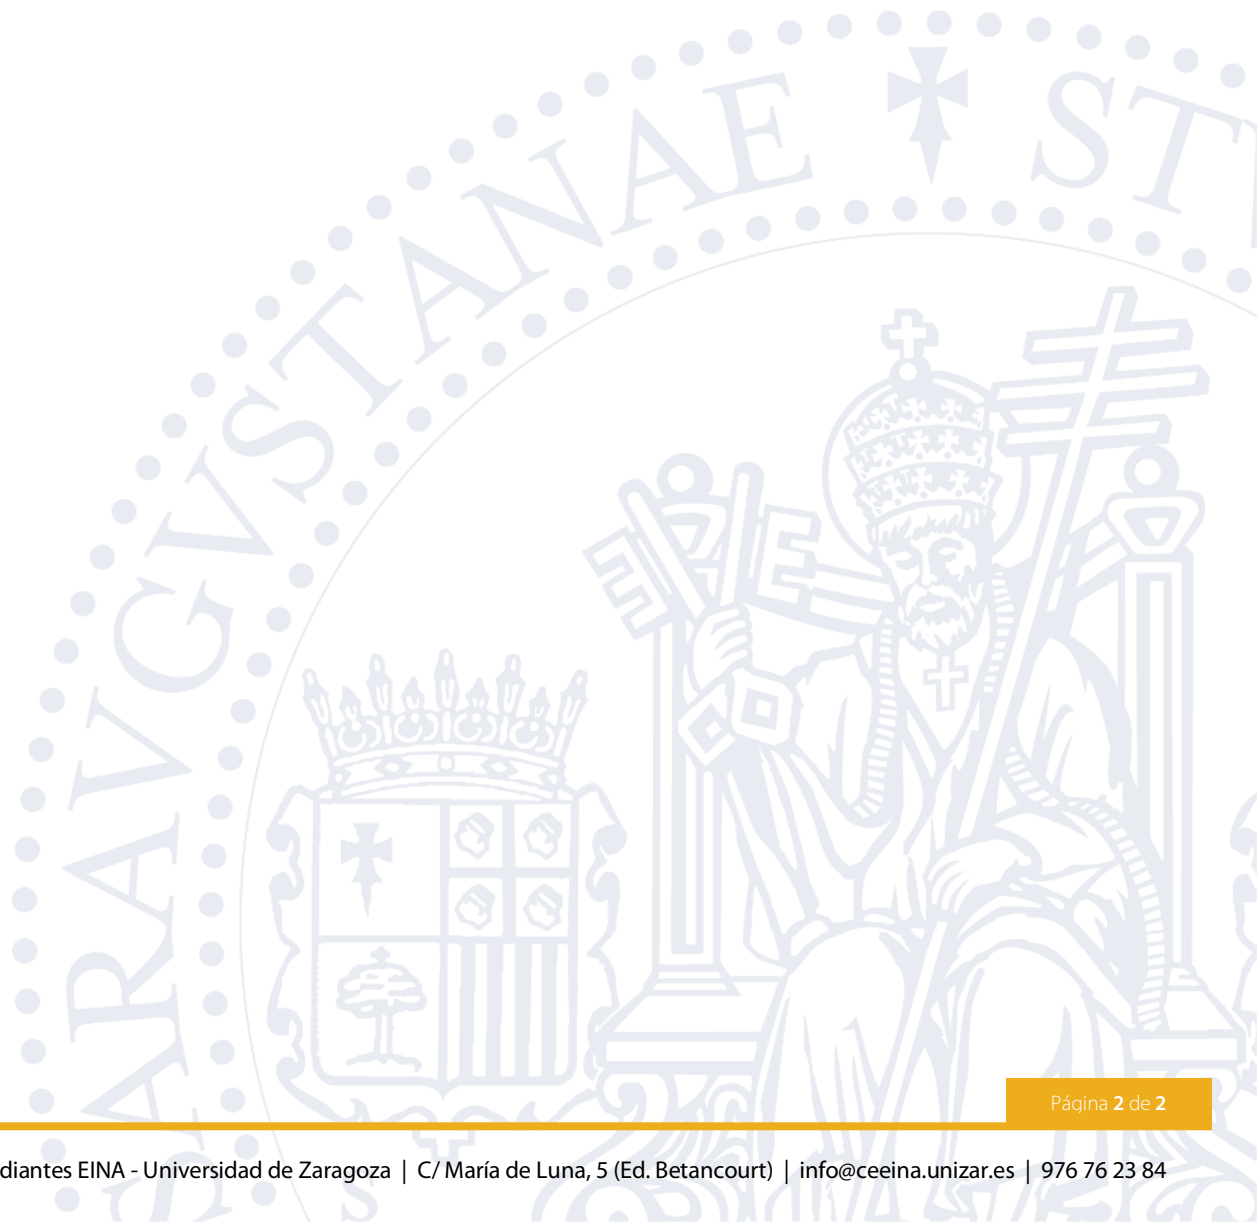 CAESARAVGVSTANAE ST
Página 2 de 2
diantes EINA - Universidad de Zaragoza | C/ María de Luna, 5 (Ed. Betancourt) | info@ceeina.unizar.es | 976 76 23 84